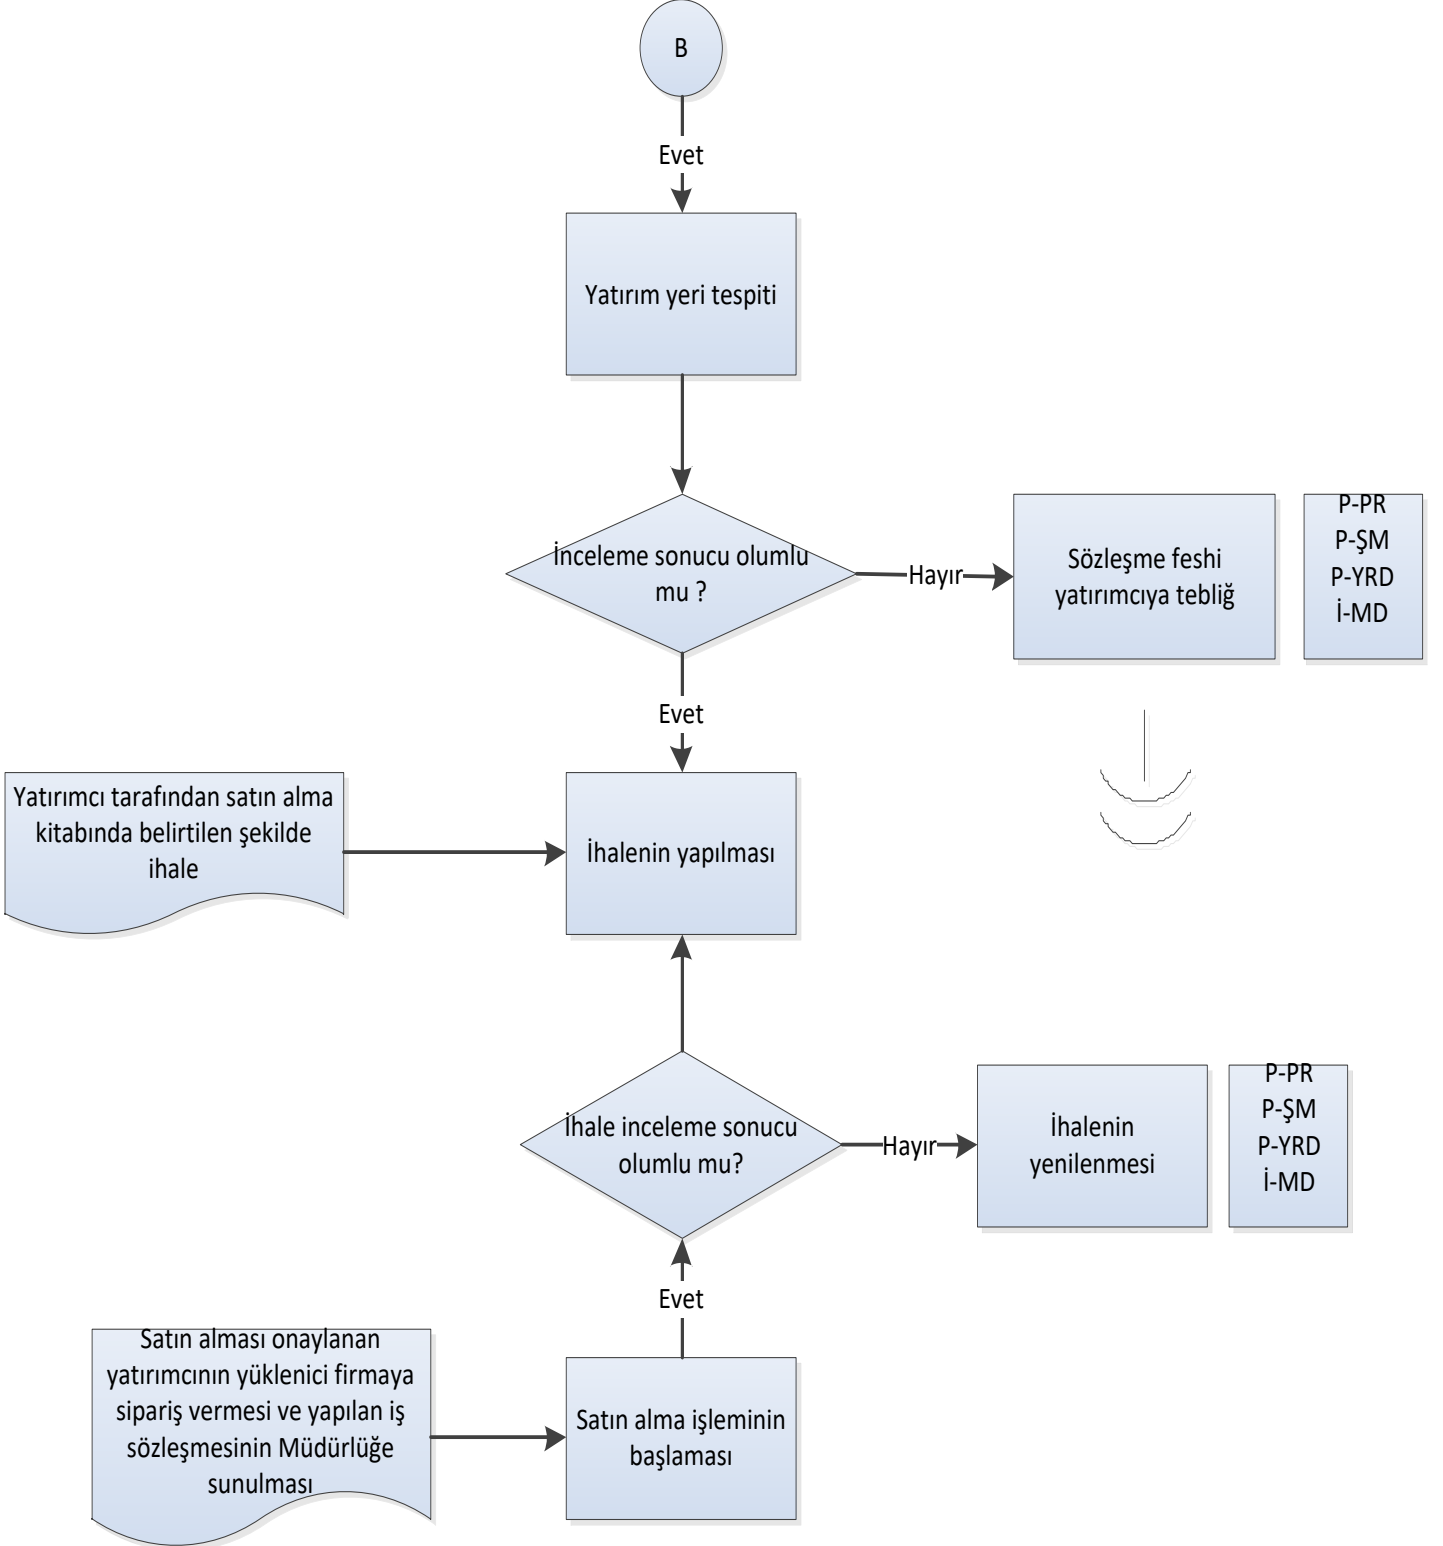 B
Evet
Yatırım yeri tespiti
İnceleme sonucu olumlu
mu ?
Hayır
Sözleşme feshi
yatırımcıya tebliğ
P-PR
P-ŞM
P-YRD
İ-MD
Evet
Yatırımcı tarafından satın alma
kitabında belirtilen şekilde
ihale
İhalenin yapılması
İhale inceleme sonucu
olumlu mu?
Hayır
İhalenin
yenilenmesi
P-PR
P-ŞM
P-YRD
İ-MD
Evet
Satın alması onaylanan
yatırımcının yüklenici firmaya
sipariş vermesi ve yapılan iş
sözleşmesinin Müdürlüğe
sunulması
Satın alma işleminin
başlaması